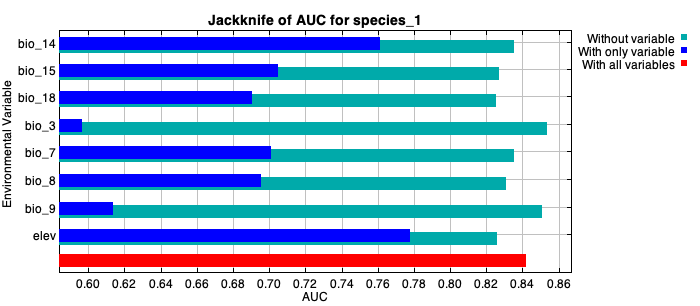 Jackknife of AUC for species_1
Without variable
With only variable
With all variables
Environmental Variable
bio_14
bio_15
bio_18
bio_3
bio_7
bio_8
bio_9
elev
0.60 0.62 0.64 0.66 0.68 0.70 0.72 0.74 0.76 0.78 0.80 0.82 0.84 0.86
AUC